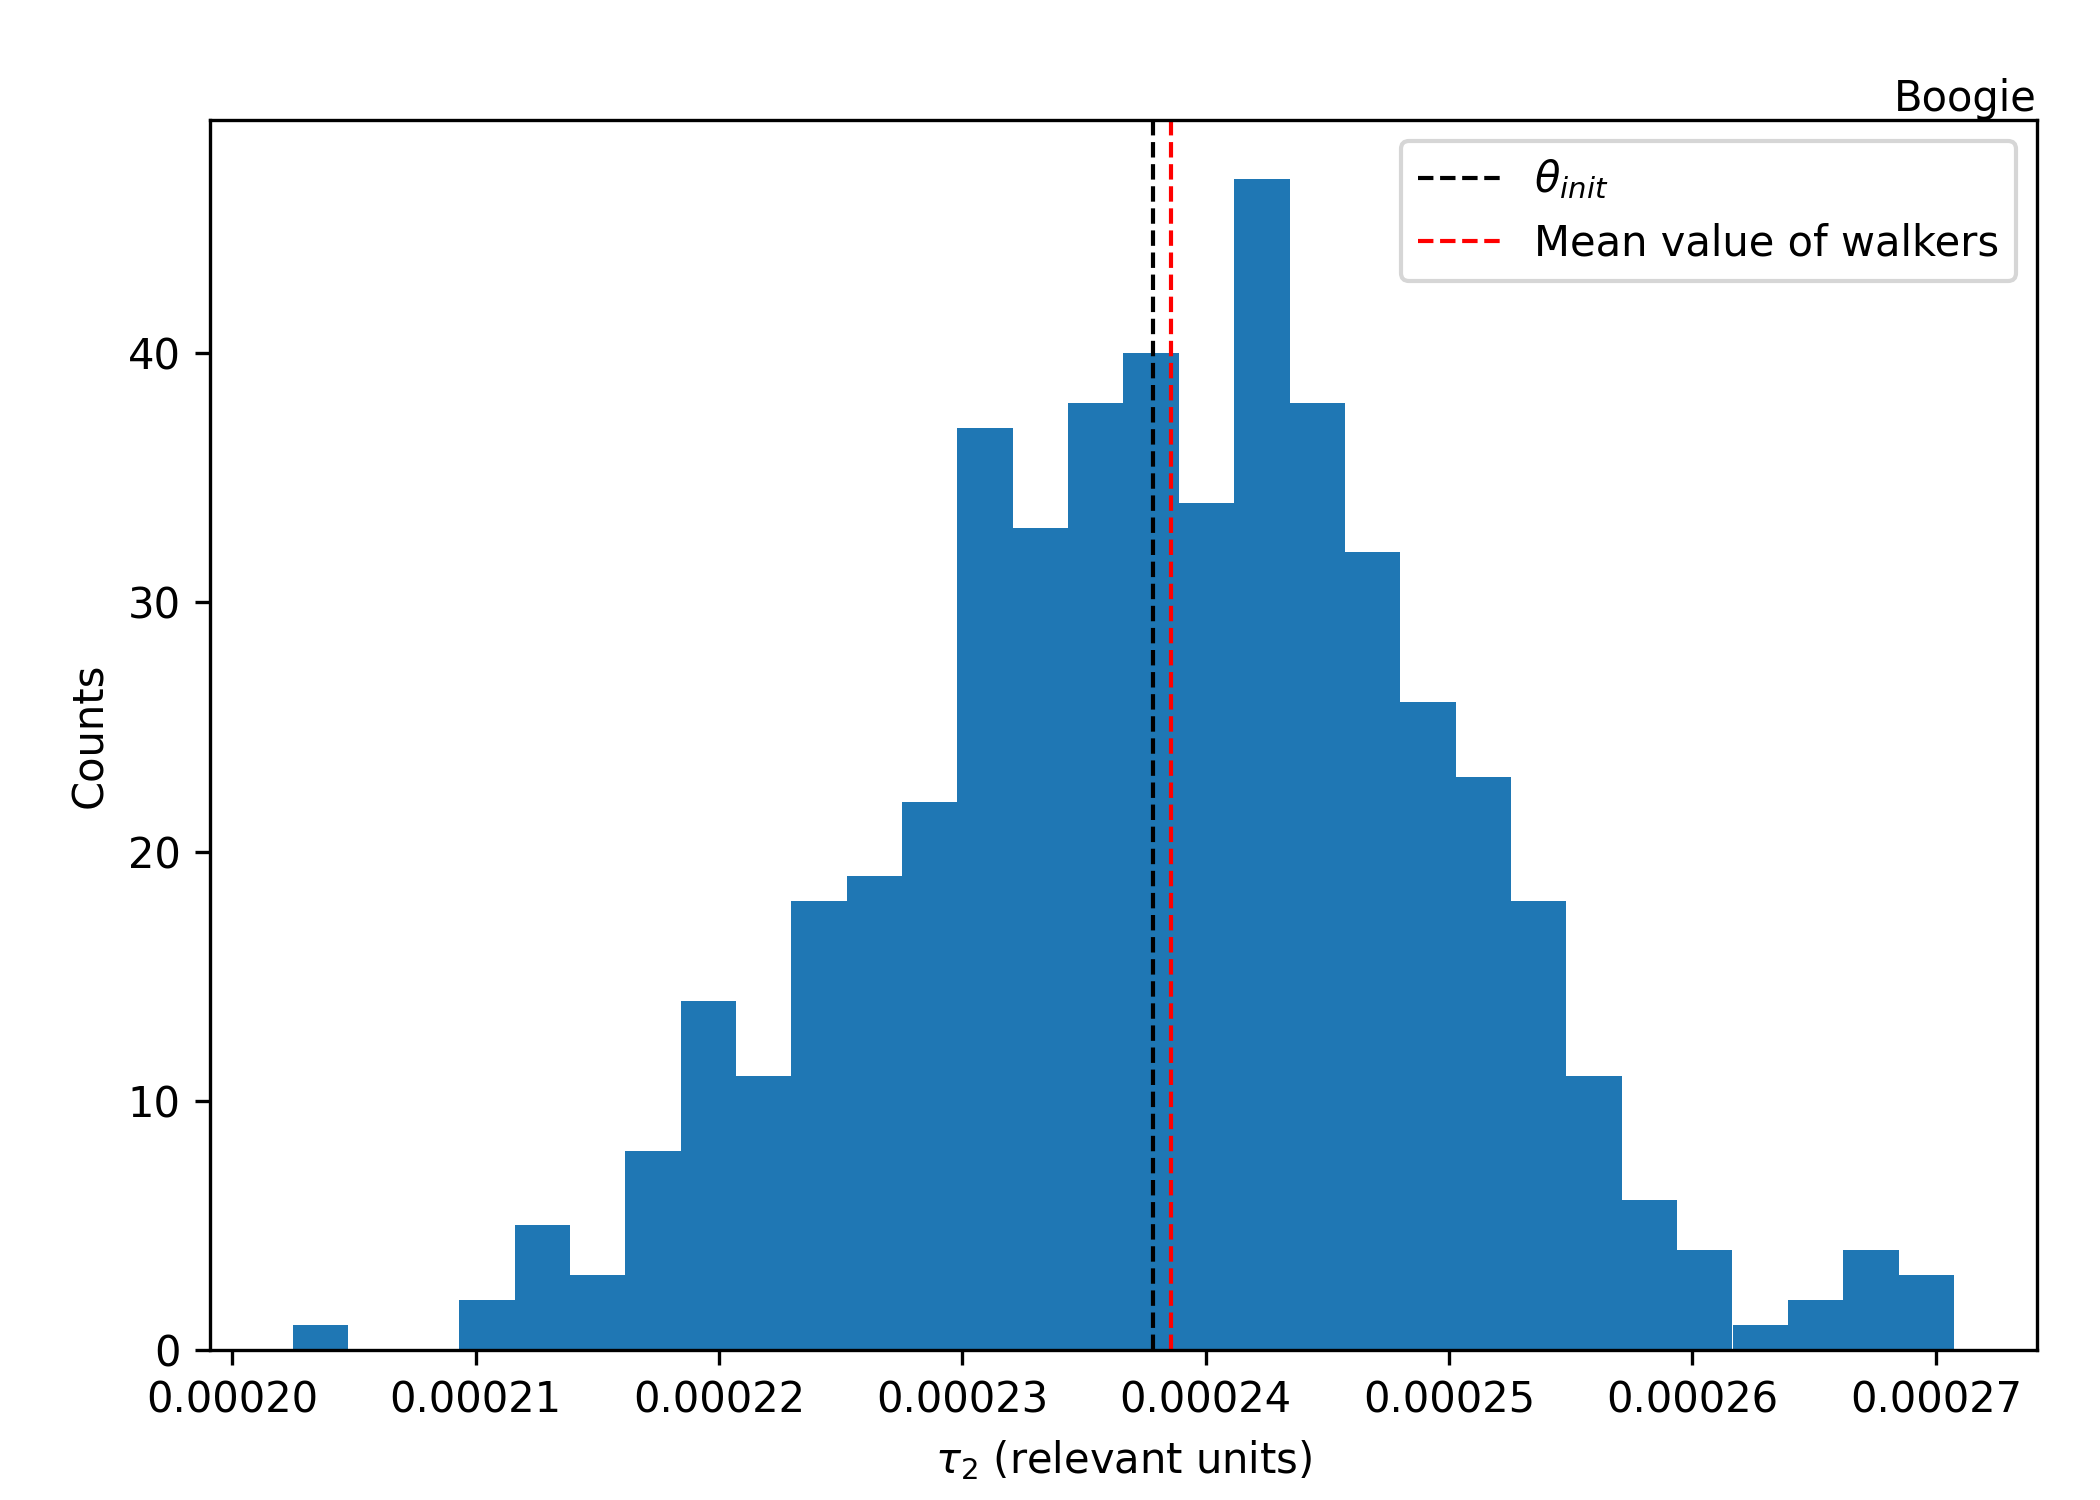 Boogie
θinit
Mean value of walkers
Counts
40
30
20
10
0
0.00020 0.00021 0.00022 0.00023 0.00024 0.00025 0.00026 0.00027
τ2 (relevant units)